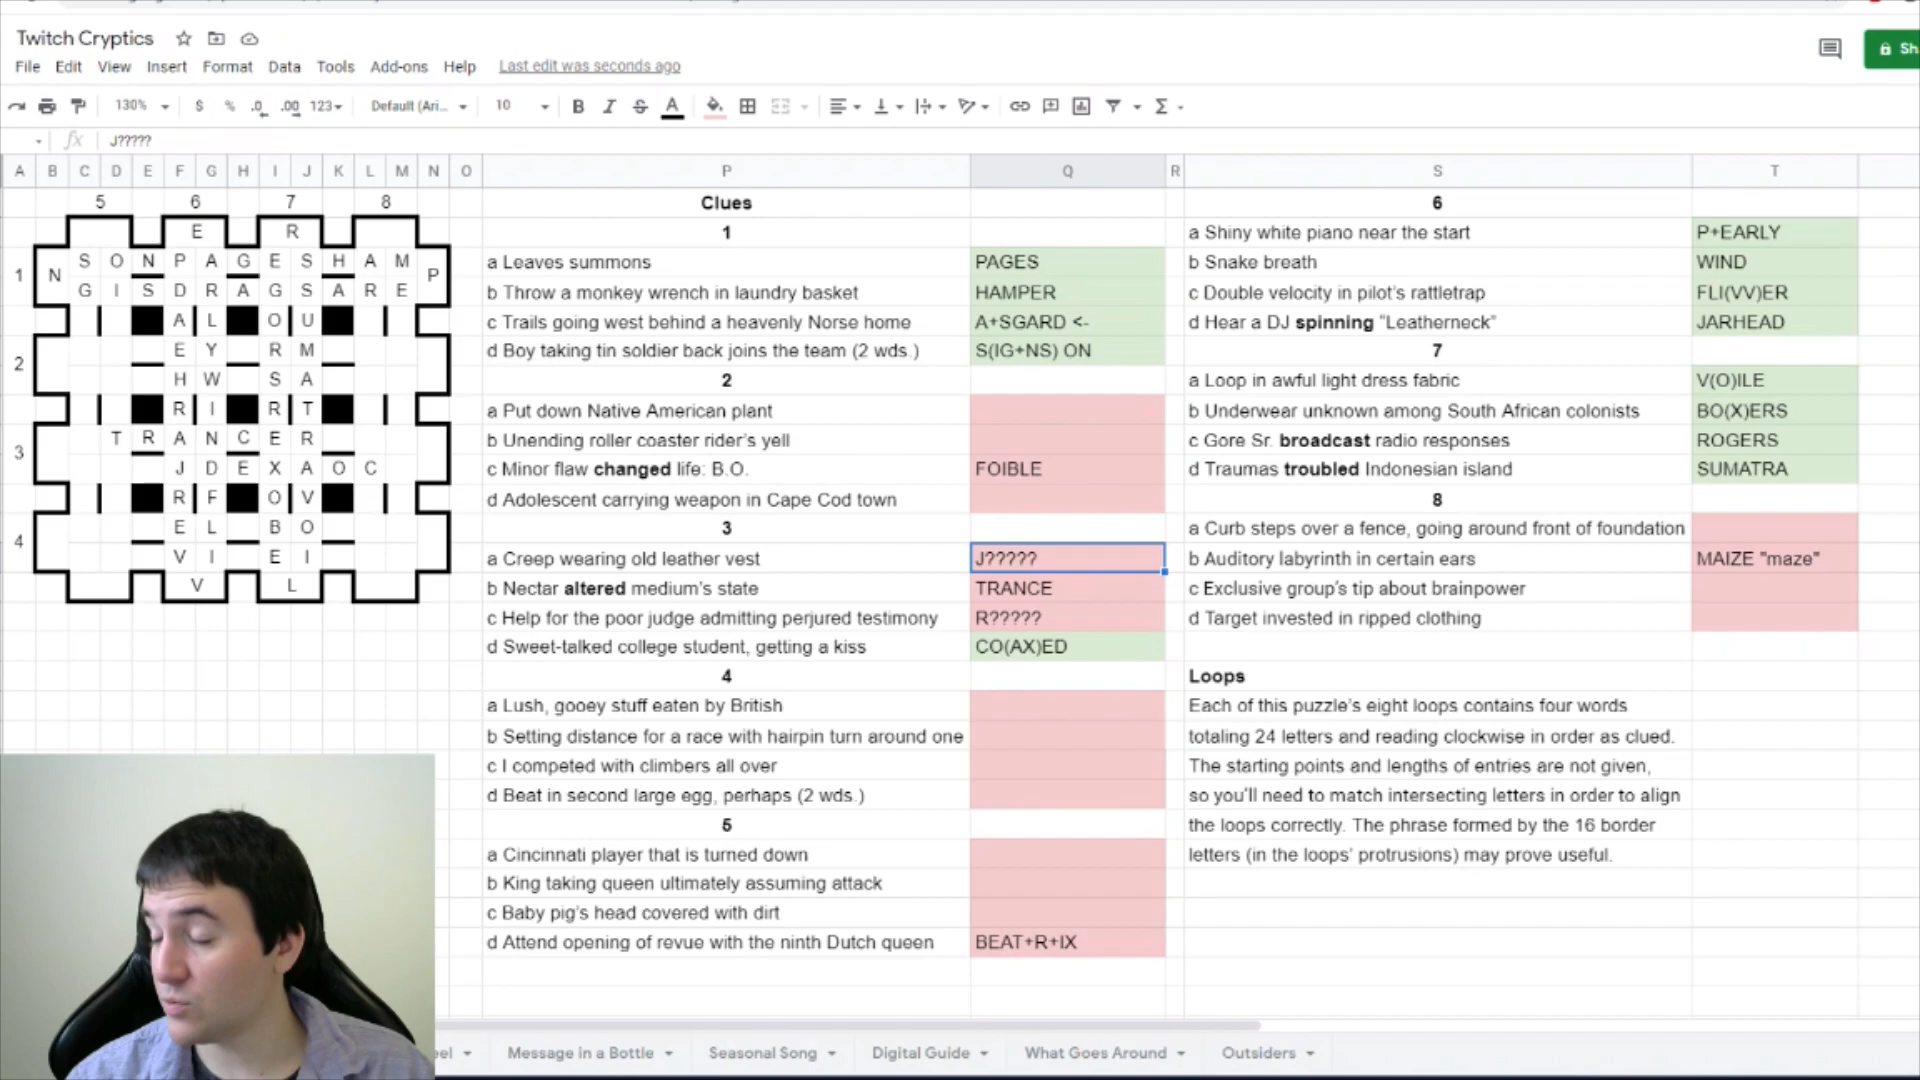 Twitch Cryptics
File Edit View Insert Format Data Tools Add-ons Help Last edit was seconds ago
Sh
130% $ % .0 .00 123 Default (Ari... 10 B I S A Σ
fx J?????
A B C D E F G H I J K L M N O P Q R S T
5 6 7 8 Clues 6
E R 1 a Shiny white piano near the start P+EARLY
S O N P A G E S H A M a Leaves summons PAGES b Snake breath WIND
1 N P
G I S D R A G S A R E b Throw a monkey wrench in laundry basket HAMPER c Double velocity in pilot's rattletrap FLI(VV)ER
A L O U c Trails going west behind a heavenly Norse home A+SGARD <- d Hear a DJ spinning “Leatherneck” JARHEAD
E Y R M d Boy taking tin soldier back joins the team (2 wds.) S(IG+NS) ON 7
2
H W S A 2 a Loop in awful light dress fabric V(O)ILE
R I R T a Put down Native American plant b Underwear unknown among South African colonists BO(X)ERS
T R A N C E R b Unending roller coaster rider's yell c Gore Sr. broadcast radio responses ROGERS
3
J D E X A O C c Minor flaw changed life: B.O. FOIBLE d Traumas troubled Indonesian island SUMATRA
R F O V d Adolescent carrying weapon in Cape Cod town 8
E L B O 3 a Curb steps over a fence, going around front of foundation
4
V I E I a Creep wearing old leather vest J????? b Auditory labyrinth in certain ears MAIZE "maze"
V L b Nectar altered medium's state TRANCE c Exclusive group's tip about brainpower
c Help for the poor judge admitting perjured testimony R????? d Target invested in ripped clothing
d Sweet-talked college student, getting a kiss CO(AX)ED
4 Loops
a Lush, gooey stuff eaten by British Each of this puzzle's eight loops contains four words
b Setting distance for a race with hairpin turn around one totaling 24 letters and reading clockwise in order as clued.
c I competed with climbers all over The starting points and lengths of entries are not given,
d Beat in second large egg, perhaps (2 wds.) so you'll need to match intersecting letters in order to align
5 the loops correctly. The phrase formed by the 16 border
a Cincinnati player that is turned down letters (in the loops' protrusions) may prove useful.
b King taking queen ultimately assuming attack
c Baby pig's head covered with dirt
d Attend opening of revue with the ninth Dutch queen BEAT+R+IX
el Message in a Bottle Seasonal Song Digital Guide What Goes Around Outsiders